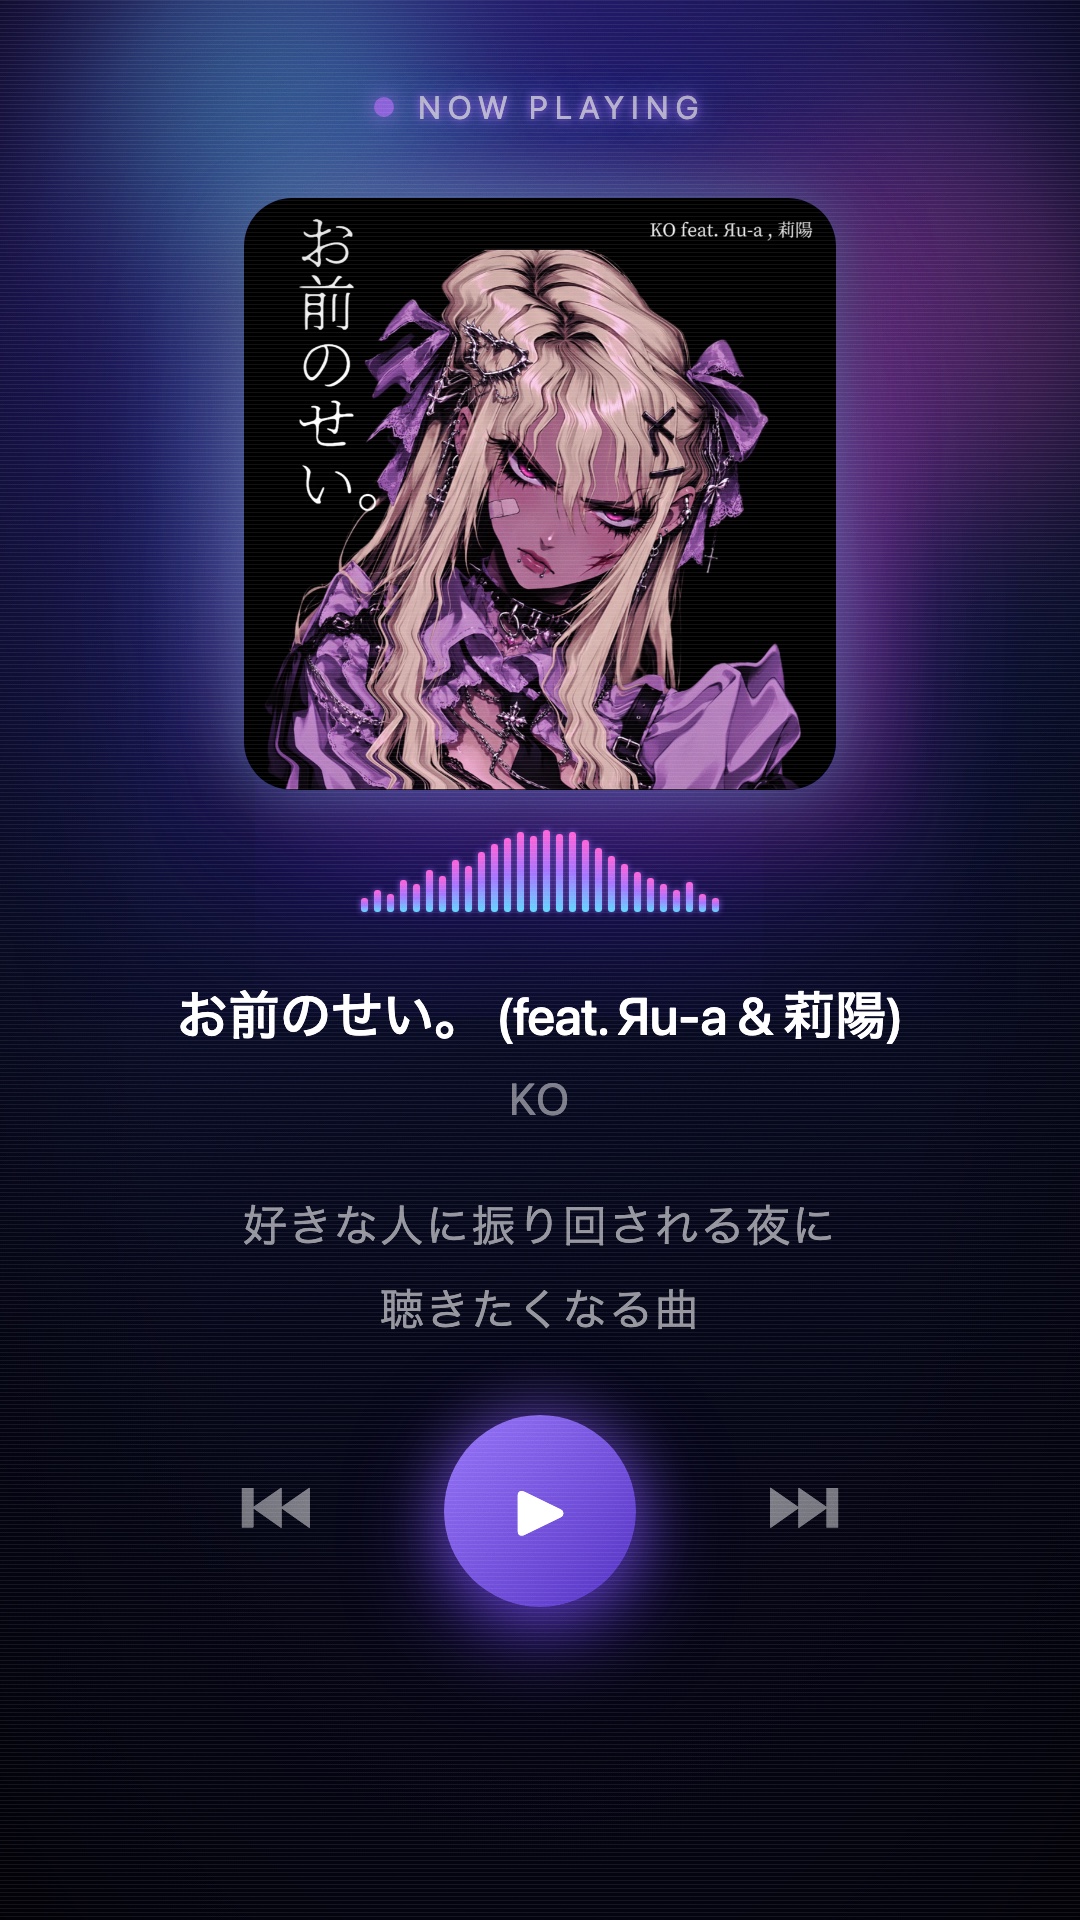 NOW PLAYING
お前のせい。
KO feat. Яu-a , 莉陽
お前のせい。 (feat. Яu-a & 莉陽)
KO
好きな人に振り回される夜に
聴きたくなる曲